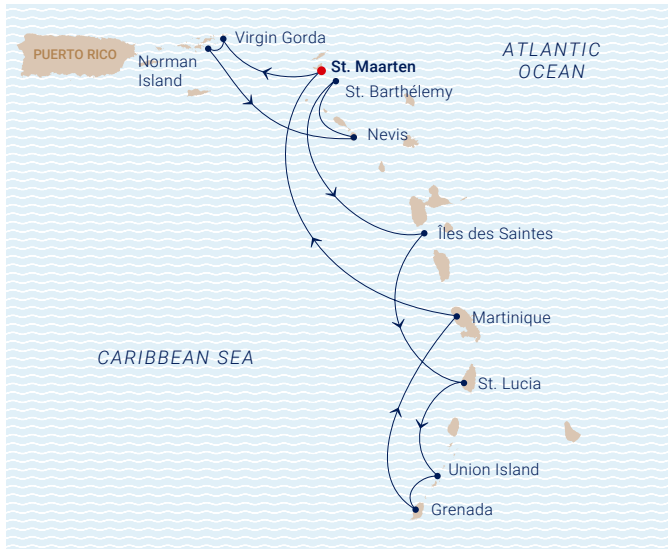 Virgin Gorda
ATLANTIC
OCEAN
PUERTO RICO
Norman
Island
St. Maarten
St. Barthélemy
Nevis
Îles des Saintes
Martinique
CARIBBEAN SEA
St. Lucia
Union Island
Grenada